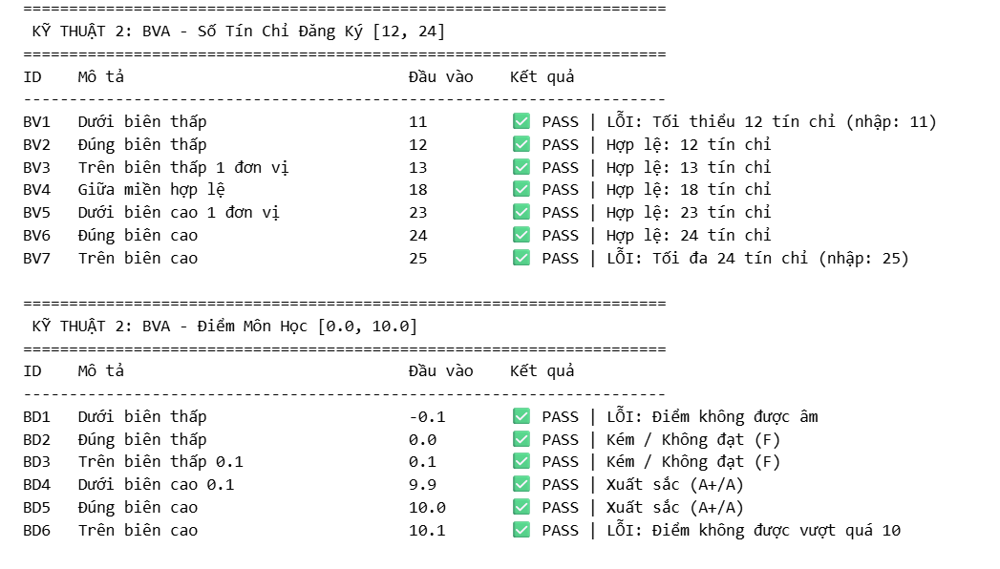 ======================================================================
KỸ THUẬT 2: BVA - Số Tín Chỉ Đăng Ký [12, 24]
======================================================================
ID    Mô tả                               Đầu vào    Kết quả
----------------------------------------------------------------------
BV1   Dưới biên thấp                      11         ✅ PASS | LỖI: Tối thiểu 12 tín chỉ (nhập: 11)
BV2   Đúng biên thấp                      12         ✅ PASS | Hợp lệ: 12 tín chỉ
BV3   Trên biên thấp 1 đơn vị             13         ✅ PASS | Hợp lệ: 13 tín chỉ
BV4   Giữa miền hợp lệ                    18         ✅ PASS | Hợp lệ: 18 tín chỉ
BV5   Dưới biên cao 1 đơn vị              23         ✅ PASS | Hợp lệ: 23 tín chỉ
BV6   Đúng biên cao                       24         ✅ PASS | Hợp lệ: 24 tín chỉ
BV7   Trên biên cao                       25         ✅ PASS | LỖI: Tối đa 24 tín chỉ (nhập: 25)
======================================================================
KỸ THUẬT 2: BVA - Điểm Môn Học [0.0, 10.0]
======================================================================
ID    Mô tả                               Đầu vào    Kết quả
----------------------------------------------------------------------
BD1   Dưới biên thấp                      -0.1       ✅ PASS | LỖI: Điểm không được âm
BD2   Đúng biên thấp                      0.0        ✅ PASS | Kém / Không đạt (F)
BD3   Trên biên thấp 0.1                  0.1        ✅ PASS | Kém / Không đạt (F)
BD4   Dưới biên cao 0.1                   9.9        ✅ PASS | Xuất sắc (A+/A)
BD5   Đúng biên cao                       10.0       ✅ PASS | Xuất sắc (A+/A)
BD6   Trên biên cao                       10.1       ✅ PASS | LỖI: Điểm không được vượt quá 10